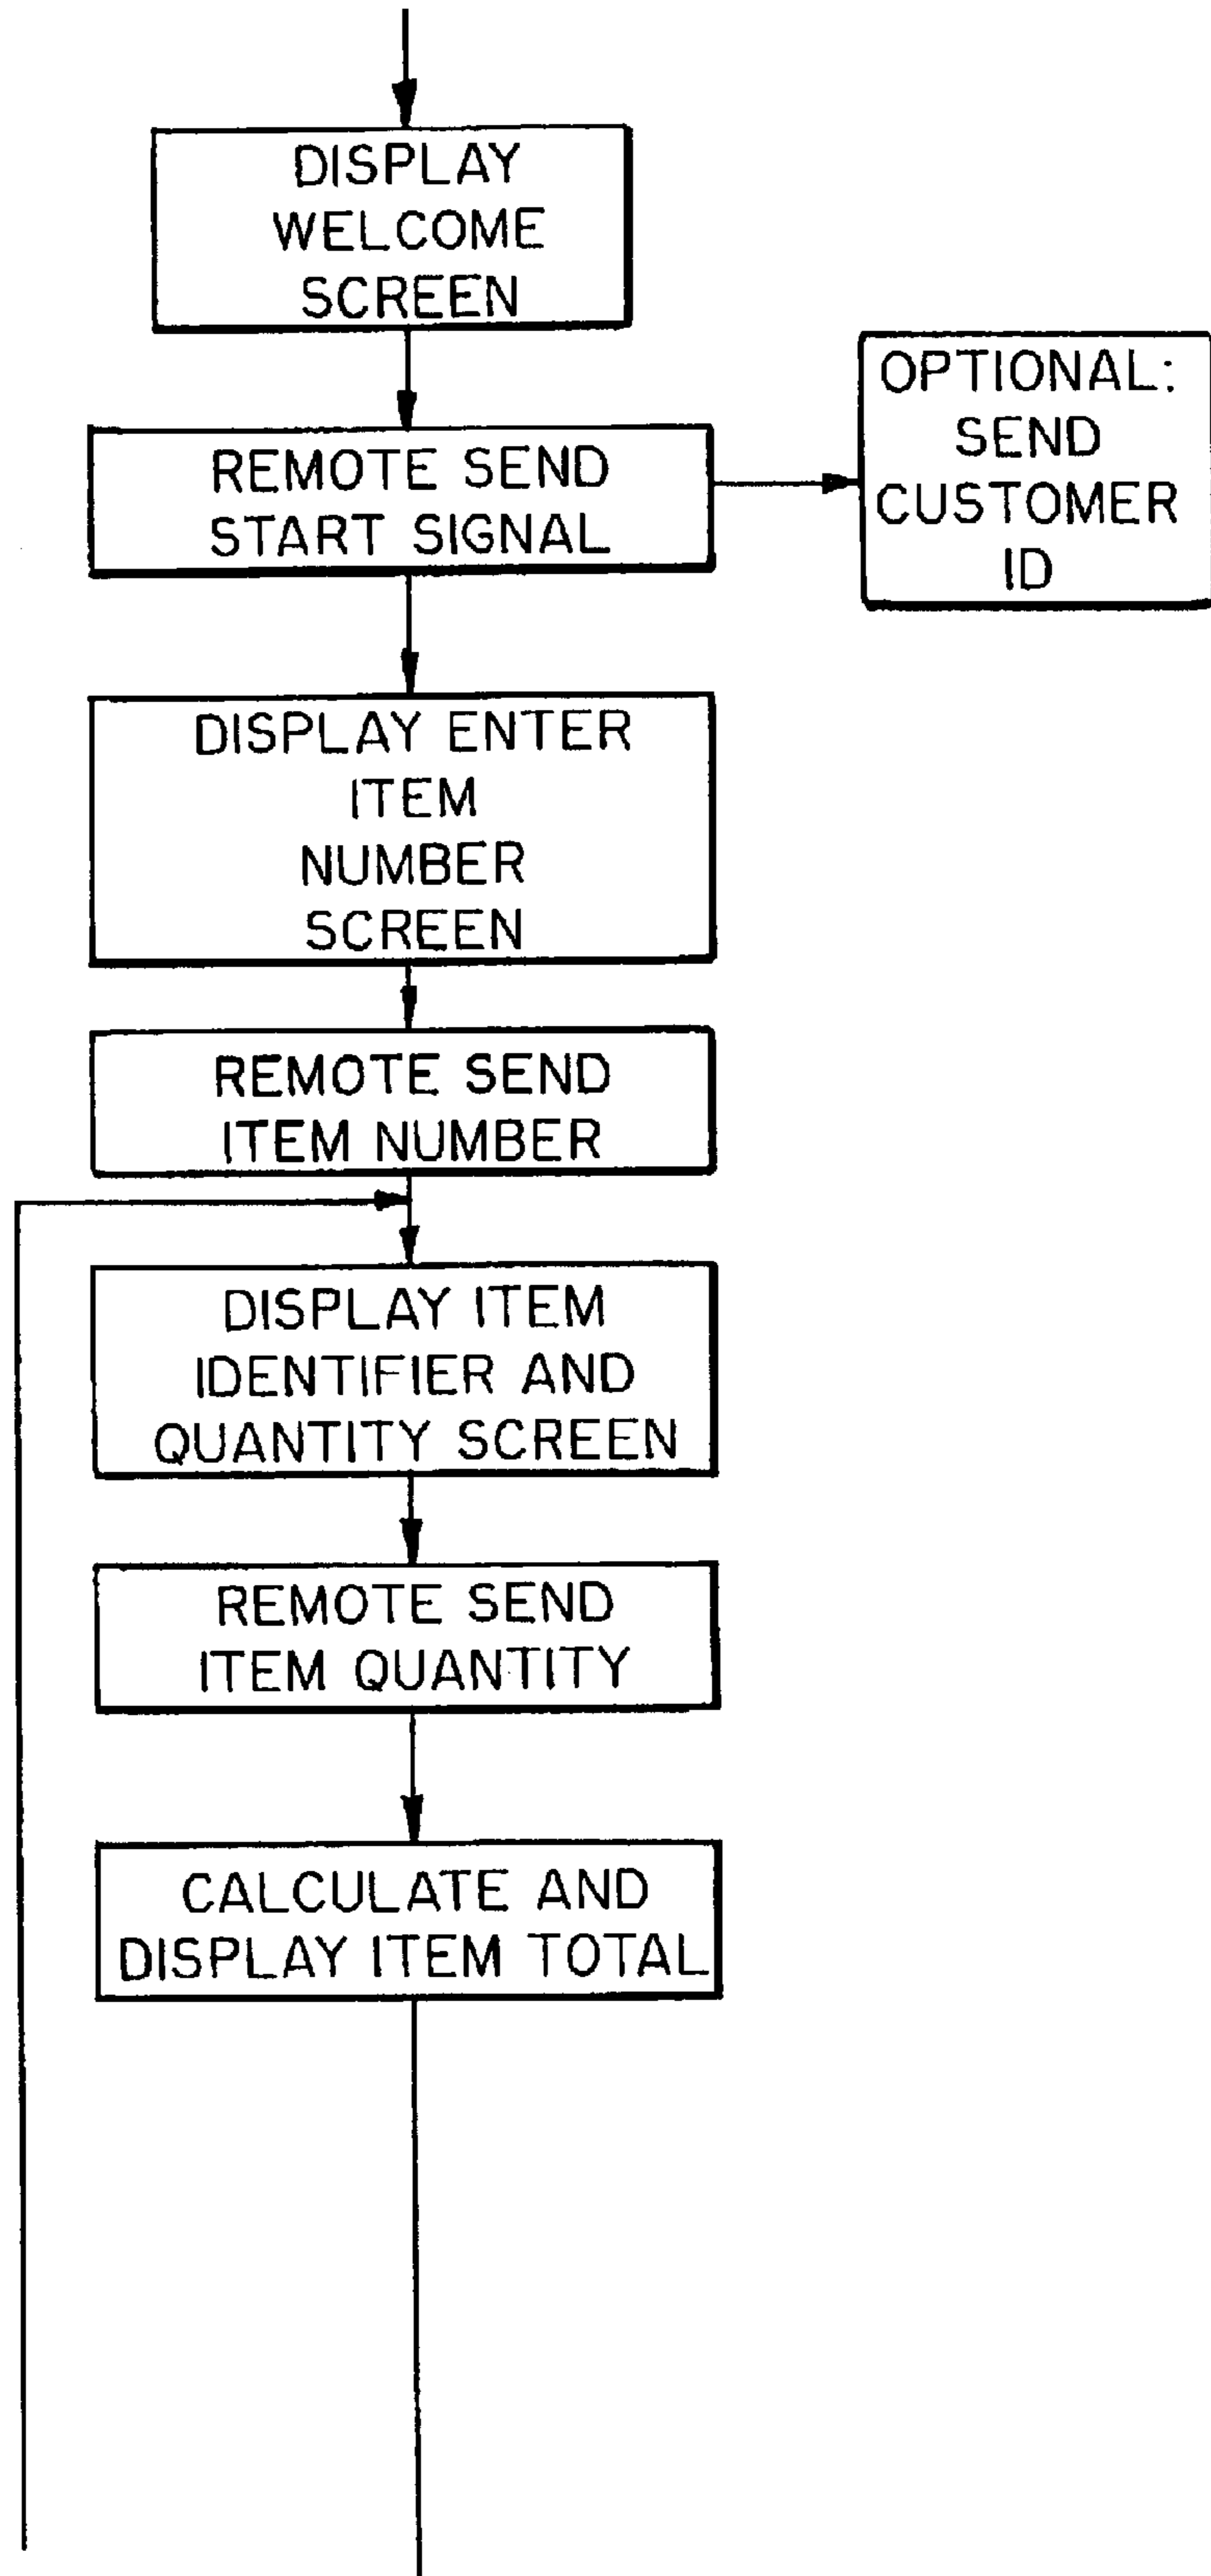 DISPLAY
WELCOME
SCREEN
REMOTE SEND
START SIGNAL
OPTIONAL:
SEND
CUSTOMER
ID
DISPLAY ENTER
ITEM
NUMBER
SCREEN
REMOTE SEND
ITEM NUMBER
DISPLAY ITEM
IDENTIFIER AND
QUANTITY SCREEN
REMOTE SEND
ITEM QUANTITY
CALCULATE AND
DISPLAY ITEM TOTAL